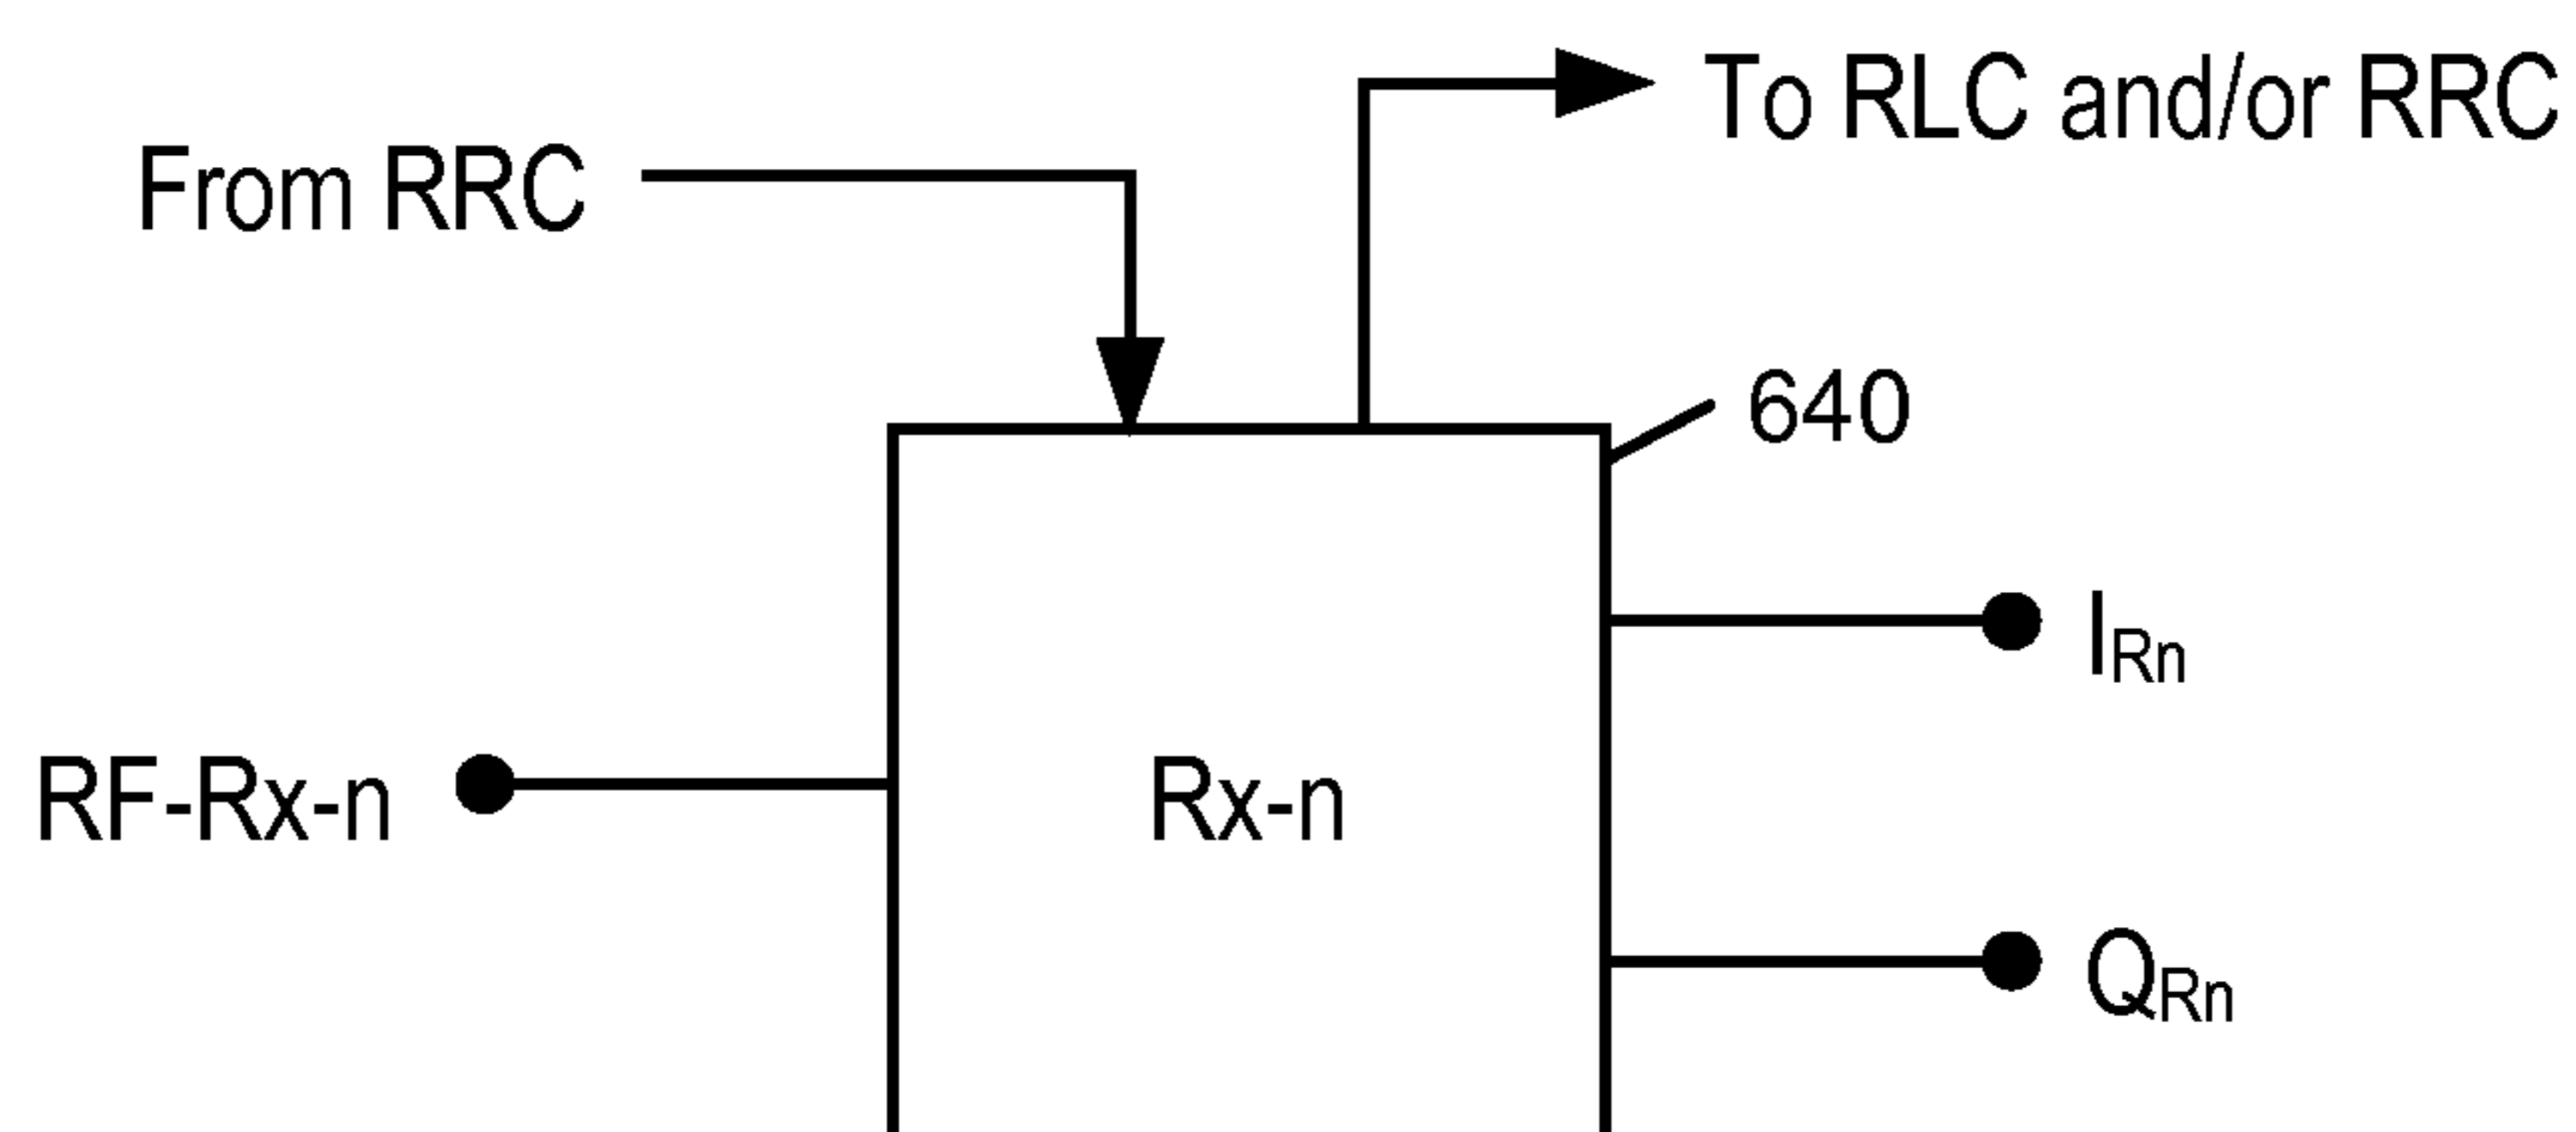 To RLC and/or RRC
From RRC
640
IRn
RF-Rx-n
Rx-n
QRn